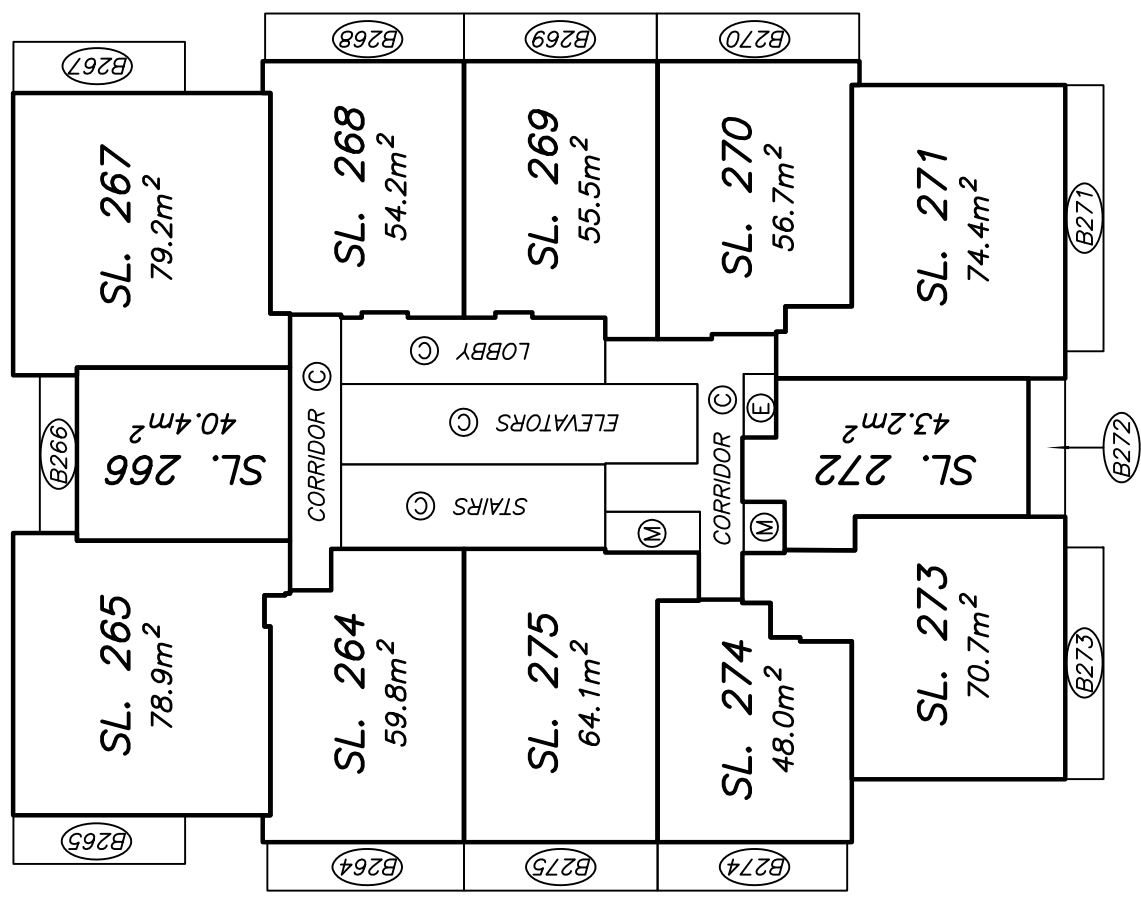 B267
B268
B269
B270
SL. 267
79.2m²
SL. 268
54.2m²
SL. 269
55.5m²
SL. 270
56.7m²
SL. 271
74.4m²
B271
B266
SL. 266
40.4m²
CORRIDOR C
LOBBY C
ELEVATORS C
STAIRS C
CORRIDOR C
E
M
M
SL. 272
43.2m²
B272
SL. 265
78.9m²
SL. 264
59.8m²
SL. 275
64.1m²
SL. 274
48.0m²
SL. 273
70.7m²
B273
B265
B264
B275
B274